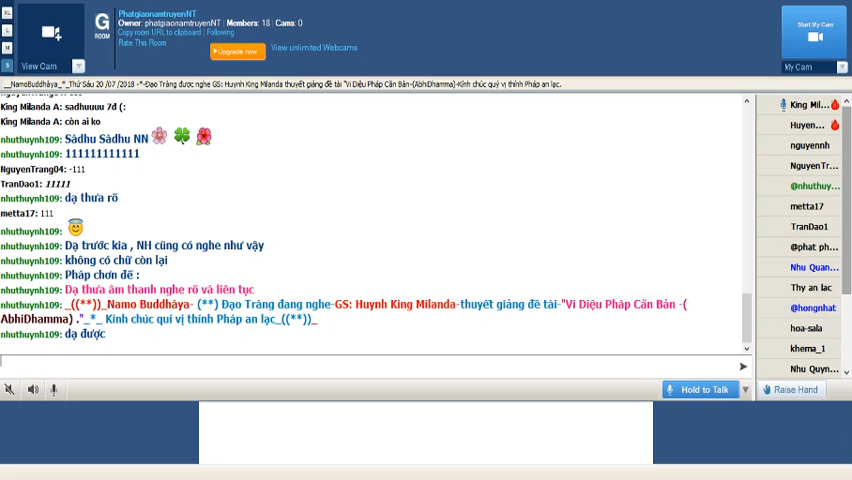 XL
L
M
S
View Cam
G
ROOM
PhatgiaonamtruyenNT
Owner: phatgiaonamtruyenNT | Members: 18 | Cams: 0
Copy room URL to clipboard | Following
Rate This Room
Upgrade now
View unlimited Webcams
Start My Cam
My Cam
__NamoBuddhàya_*_Thứ Sáu 20 /07 /2018 -*-Đạo Tràng được nghe GS: Huynh King Milanda thuyết giảng đề tài "Vi Diệu Pháp Căn Bản-(AbhiDhamma)-Kính chúc quý vị thính Pháp an lạc.
King Milanda A: sadhuuuu 7đ (:
King Milanda A: còn ai ko
nhuthuynh109: Sàdhu Sàdhu NN
nhuthuynh109: 111111111111
NguyenTrang04: -111
TranDao1: 11111
nhuthuynh109: dạ thưa rõ
metta17: 111
nhuthuynh109:
nhuthuynh109: Dạ trước kia , NH cũng có nghe như vậy
nhuthuynh109: không có chữ còn lại
nhuthuynh109: Pháp chơn đế :
nhuthuynh109: Dạ thưa âm thanh nghe rõ và liên tục
nhuthuynh109: _((**))_Namo Buddhàya- (**) Đạo Tràng đang nghe-GS: Huynh King Milanda-thuyết giảng đề tài-"Vi Diệu Pháp Căn Bản -(
AbhiDhamma) ."_*_ Kính chúc quí vị thính Pháp an lạc_((**))_
nhuthuynh109: dạ được
King Mil...
Huyen...
nguyennh
NguyenTr...
@nhuthuy...
metta17
TranDao1
@phat ph...
Nhu Quan...
Thy an lac
@hongnhat
hoa-sala
khema_1
Nhu Quyn...
Hold to Talk
Raise Hand